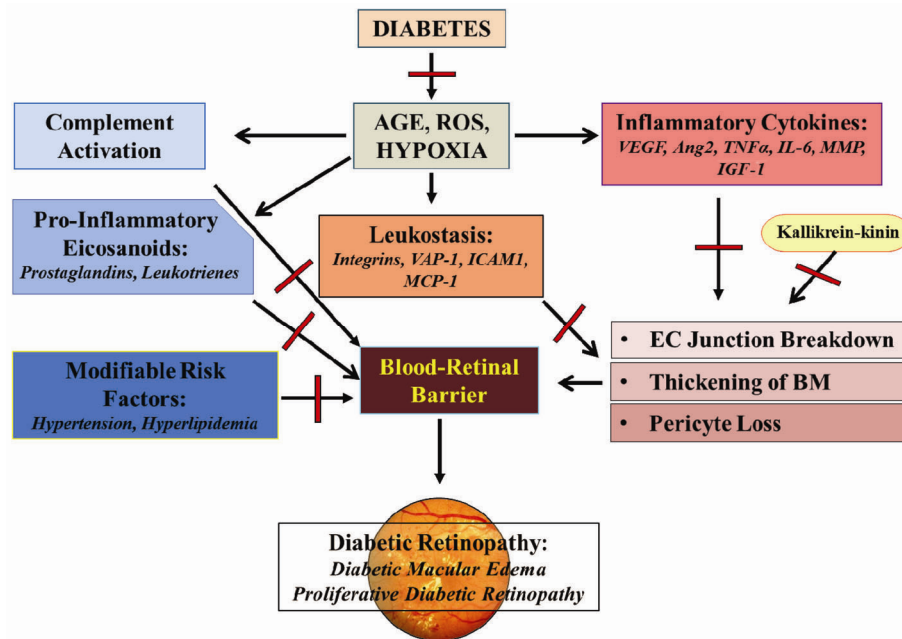 DIABETES
Complement
Activation
AGE, ROS,
HYPOXIA
Inflammatory Cytokines:
VEGF, Ang2, TNFα, IL-6, MMP,
IGF-1
Pro-Inflammatory
Eicosanoids:
Prostaglandins, Leukotrienes
Leukostasis:
Integrins, VAP-1, ICAM1,
MCP-1
Kallikrein-kinin
Modifiable Risk
Factors:
Hypertension, Hyperlipidemia
Blood-Retinal
Barrier
• EC Junction Breakdown
• Thickening of BM
• Pericyte Loss
Diabetic Retinopathy:
Diabetic Macular Edema
Proliferative Diabetic Retinopathy